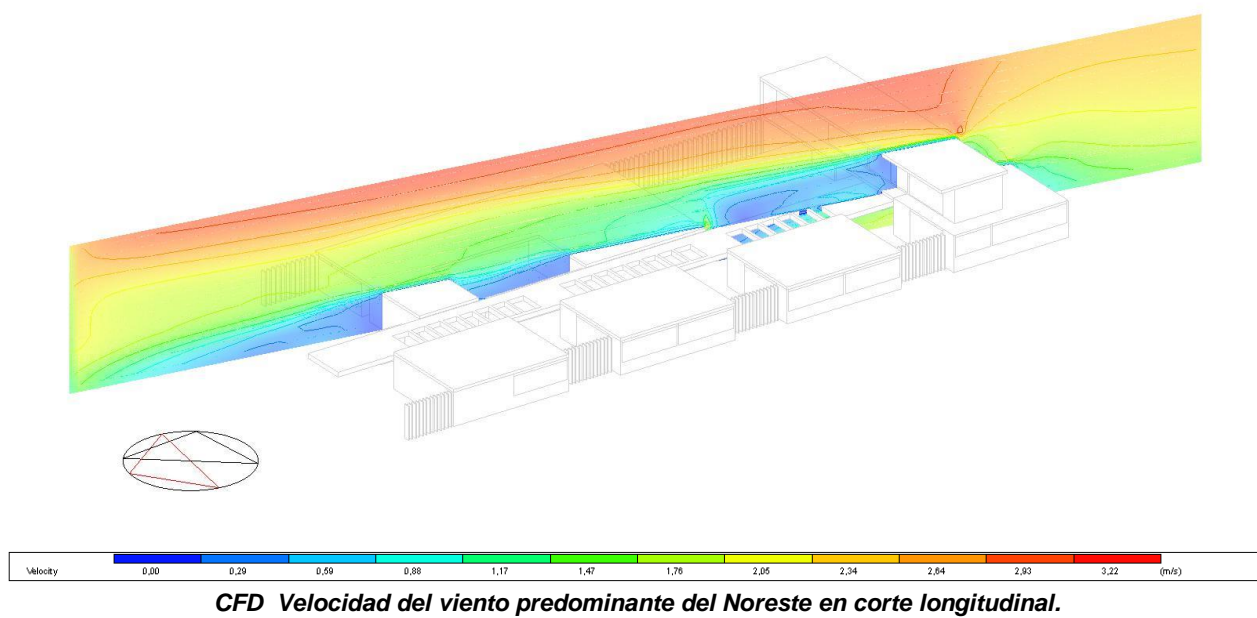 Velocity 0,00 0,29 0,59 0,88 1,17 1,47 1,76 2,05 2,34 2,64 2,93 3,22 (m/s)
CFD Velocidad del viento predominante del Noreste en corte longitudinal.